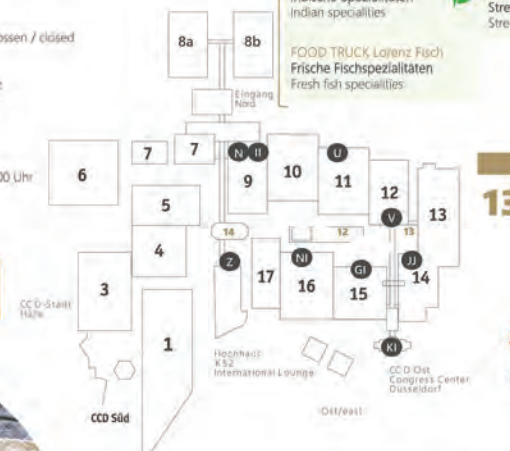 ossen / closed
00 Uhr
Indian specialities
FOOD TRUCK Lorenz Fisch
Frische Fischspezialitäten
Fresh fish specialities
Stre
Stre
8a
8b
Eingang
Nord
7
7
N
II
9
10
U
11
12
V
13
6
5
4
14
12
13
Z
3
17
NI
16
GI
15
JJ
14
1
KI
CCD-Stadt
Halle
Hochhaus
KS2
International Lounge
CCD Ost
Congress Center
Düsseldorf
Ost/east
CCD Süd
13